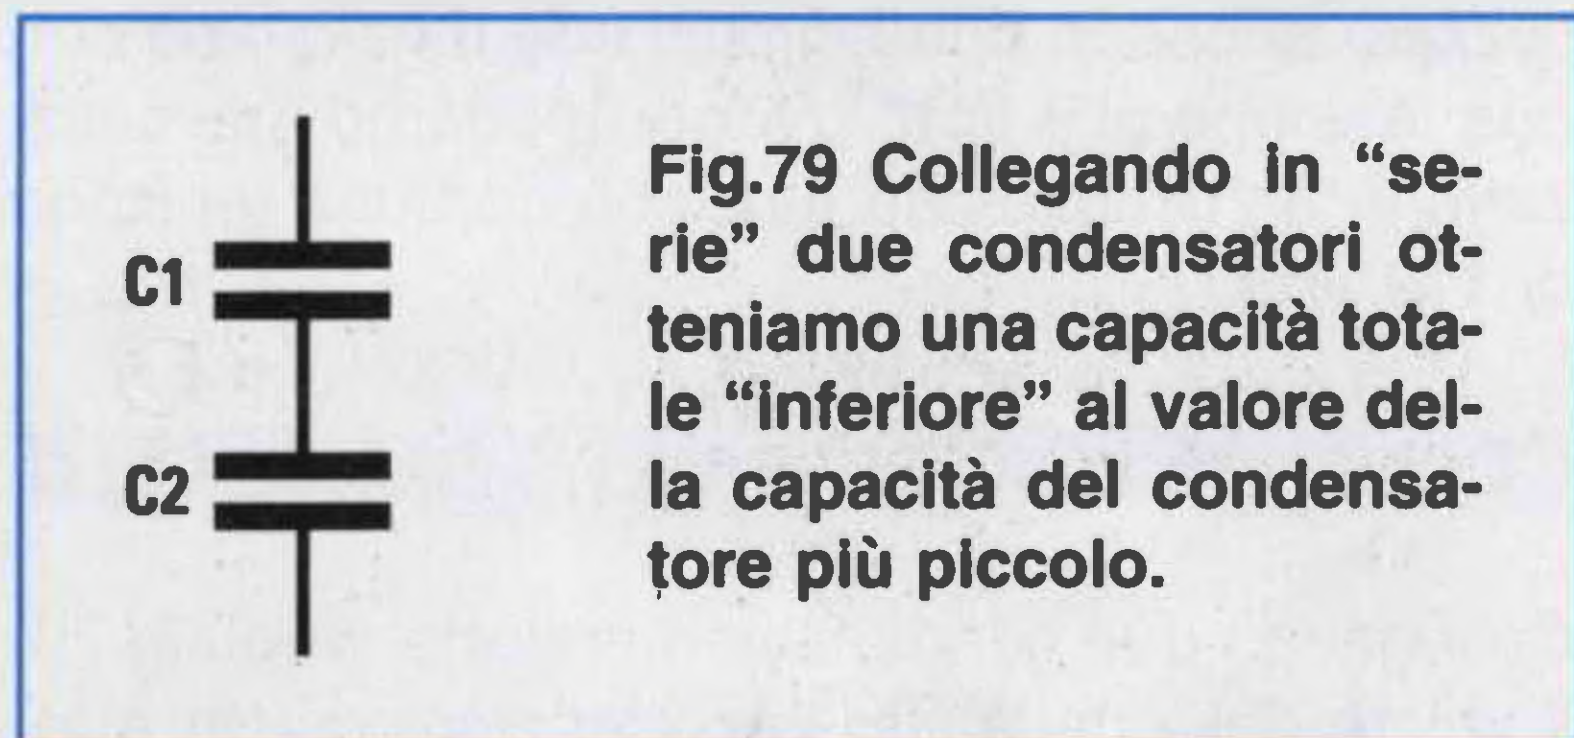 Fig.79 Collegando in “se-
rie” due condensatori ot-
teniamo una capacità tota-
le “inferiore” al valore del-
la capacità del condensa-
tore più piccolo.
C1
C2